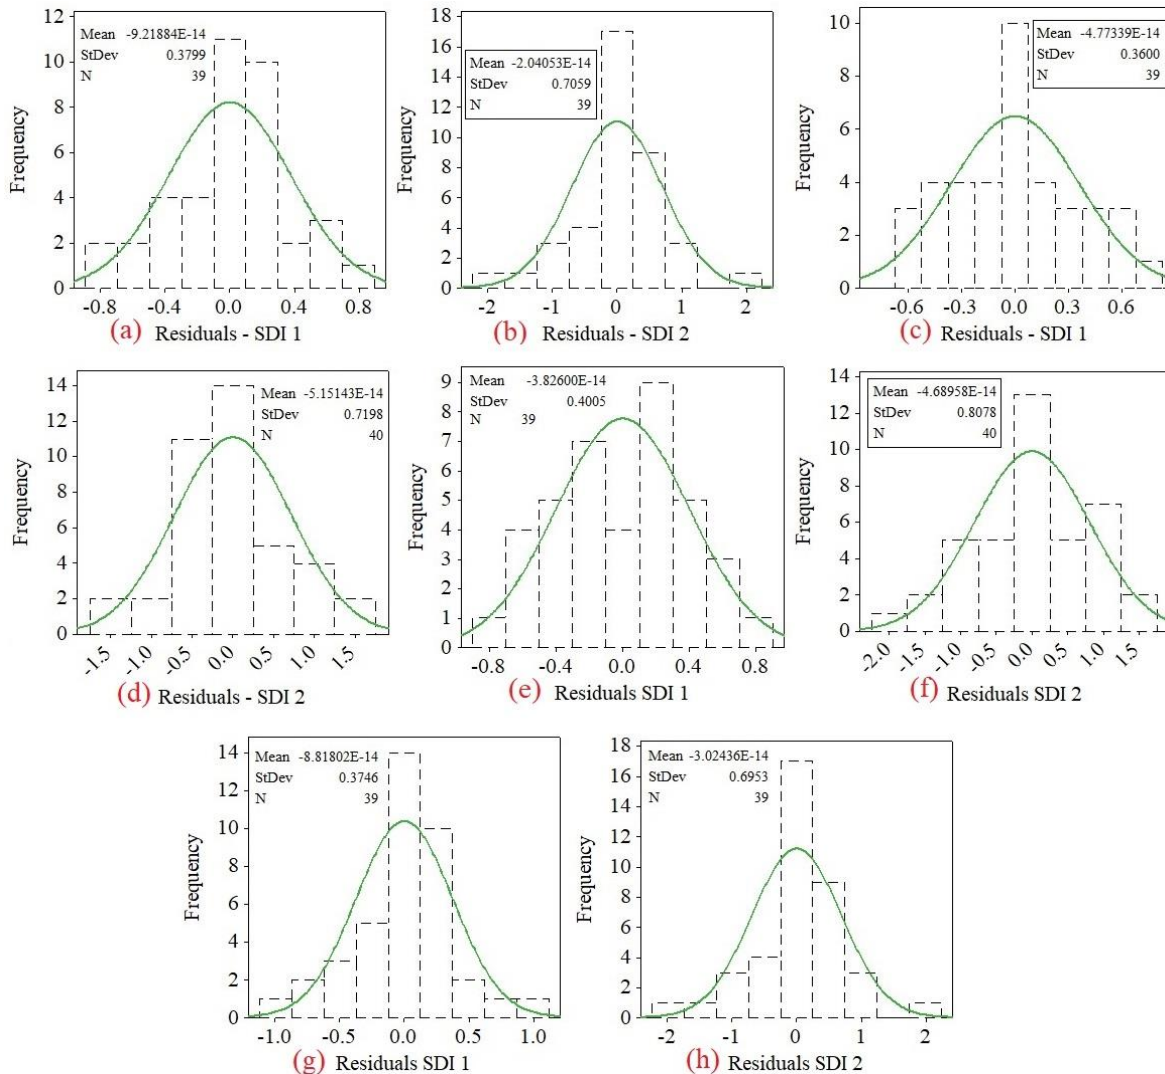 Mean -9.21884E-14
StDev 0.3799
N 39
Frequency
12
10
8
6
4
2
0
-0.8 -0.4 0.0 0.4 0.8
(a) Residuals - SDI 1
Mean -2.04053E-14
StDev 0.7059
N 39
Frequency
18
16
14
12
10
8
6
4
2
0
-2 -1 0 1 2
(b) Residuals - SDI 2
Mean -4.77339E-14
StDev 0.3600
N 39
Frequency
10
8
6
4
2
0
-0.6 -0.3 0.0 0.3 0.6
(c) Residuals - SDI 1
Mean -5.15143E-14
StDev 0.7198
N 40
Frequency
14
12
10
8
6
4
2
0
-1.5 -1.0 -0.5 0.0 0.5 1.0 1.5
(d) Residuals - SDI 2
Mean -3.82600E-14
StDev 0.4005
N 39
Frequency
9
8
7
6
5
4
3
2
1
0
-0.8 -0.4 0.0 0.4 0.8
(e) Residuals SDI 1
Mean -4.68958E-14
StDev 0.8078
N 40
Frequency
14
12
10
8
6
4
2
0
-2.0 -1.5 -1.0 -0.5 0.0 0.5 1.0 1.5
(f) Residuals SDI 2
Mean -8.81802E-14
StDev 0.3746
N 39
Frequency
14
12
10
8
6
4
2
0
-1.0 -0.5 0.0 0.5 1.0
(g) Residuals SDI 1
Mean -3.02436E-14
StDev 0.6953
N 39
Frequency
18
16
14
12
10
8
6
4
2
0
-2 -1 0 1 2
(h) Residuals SDI 2